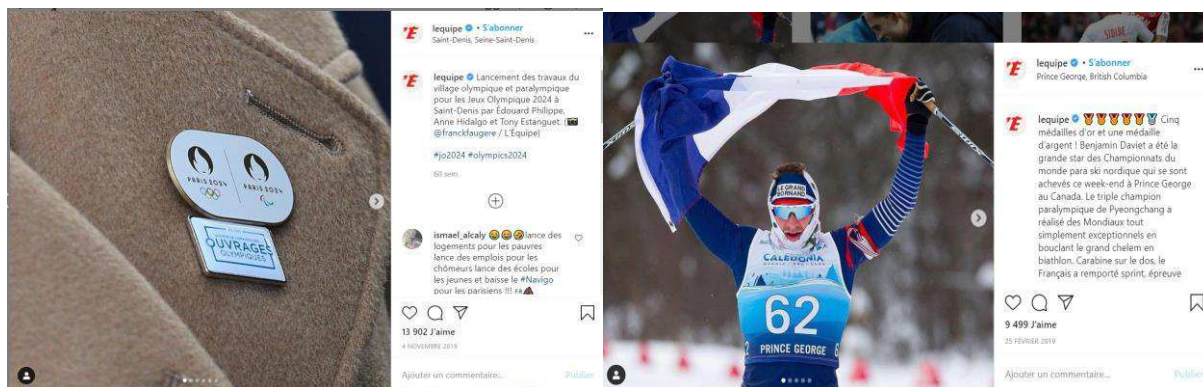 lequipe • S'abonner
Saint-Denis, Seine-Saint-Denis
lequipe Lancement des travaux du
village olympique et paralympique
pour les Jeux Olympique 2024 à
Saint-Denis par Édouard Philippe,
Anne Hidalgo et Tony Estanguet. (📷
@franckfaugere / L'Équipe)
#jo2024 #olympics2024
60 sem
ismael_alcaly 😂😂🤣lance des
logements pour les pauvres
lance des emplois pour les
chômeurs lance des écoles pour
les jeunes et baisse le #Navigo
pour les parisiens !!!
13 902 J'aime
4 NOVEMBRE 2019
Ajouter un commentaire...
Publier
PARIS 2024
PARIS 2024
OUVRAGES
OLYMPIQUES
SIDIBE
lequipe • S'abonner
Prince George, British Columbia
lequipe 🏅🏅🏅🏅🏅🥈 Cinq
médailles d'or et une médaille
d'argent ! Benjamin Daviet a été la
grande star des Championnats du
monde para ski nordique qui se sont
achevés ce week-end à Prince George
au Canada. Le triple champion
paralympique de Pyeongchang a
réalisé des Mondiaux tout
simplement exceptionnels en
bouclant le grand chelem en
biathlon. Carabine sur le dos, le
Français a remporté sprint, épreuve
9 499 J'aime
25 FÉVRIER 2019
Ajouter un commentaire...
Publier
LE GRAND
BORNAND
CALEDONIA
62
PRINCE GEORGE